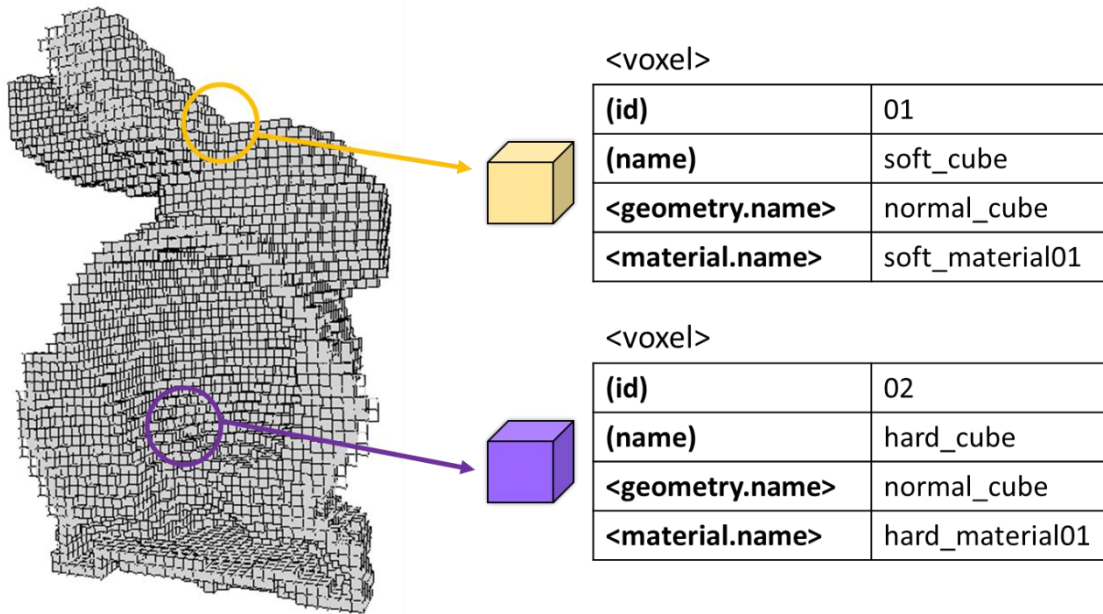 <voxel>
(id) 01
(name) soft_cube
<geometry.name> normal_cube
<material.name> soft_material01
<voxel>
(id) 02
(name) hard_cube
<geometry.name> normal_cube
<material.name> hard_material01